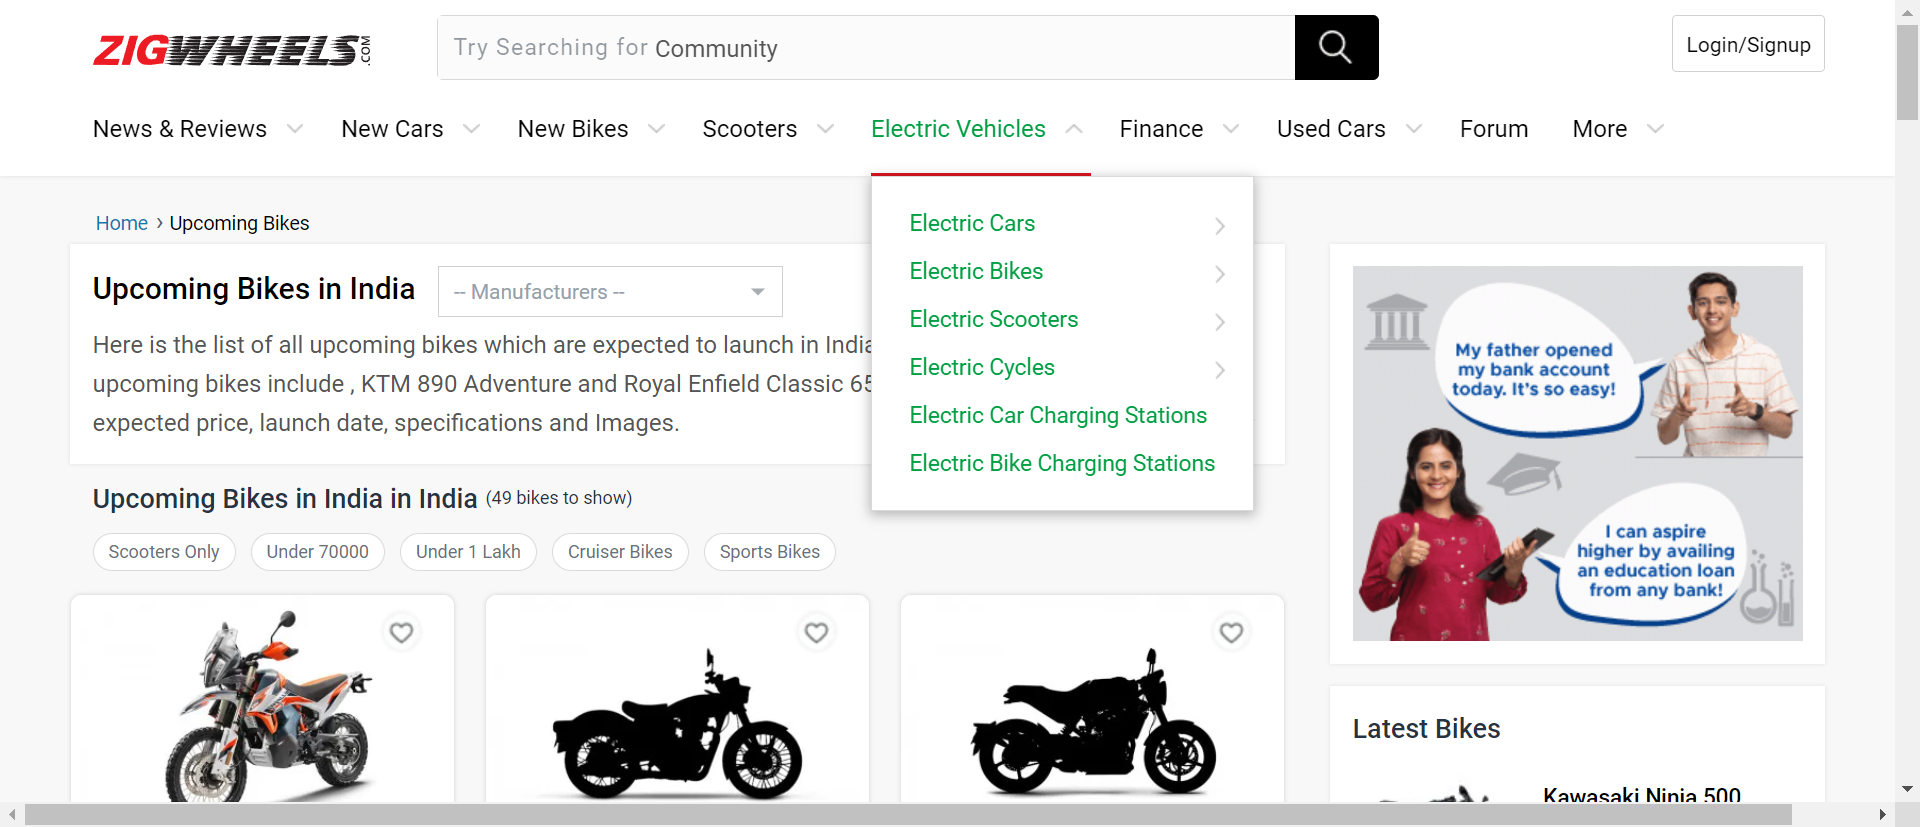 ZIGWHEELS.COM
Try Searching for Community
Login/Signup
News & Reviews
New Cars
New Bikes
Scooters
Electric Vehicles
Finance
Used Cars
Forum
More
Electric Cars
Electric Bikes
Electric Scooters
Electric Cycles
Electric Car Charging Stations
Electric Bike Charging Stations
Home › Upcoming Bikes
Upcoming Bikes in India
-- Manufacturers --
Here is the list of all upcoming bikes which are expected to launch in India
upcoming bikes include , KTM 890 Adventure and Royal Enfield Classic 65
expected price, launch date, specifications and Images.
Upcoming Bikes in India in India (49 bikes to show)
Scooters Only
Under 70000
Under 1 Lakh
Cruiser Bikes
Sports Bikes
My father opened
my bank account
today. It's so easy!
I can aspire
higher by availing
an education loan
from any bank!
Latest Bikes
Kawasaki Ninja 500